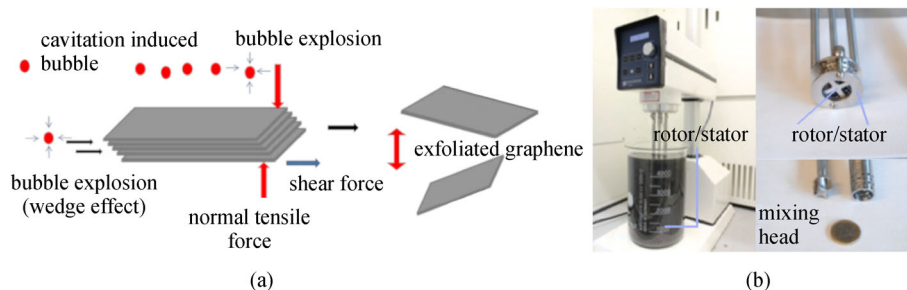 (a)
cavitation induced
bubble
bubble explosion
bubble explosion
(wedge effect)
shear force
normal tensile
force
exfoliated graphene
rotor/stator
rotor/stator
mixing
head
(b)